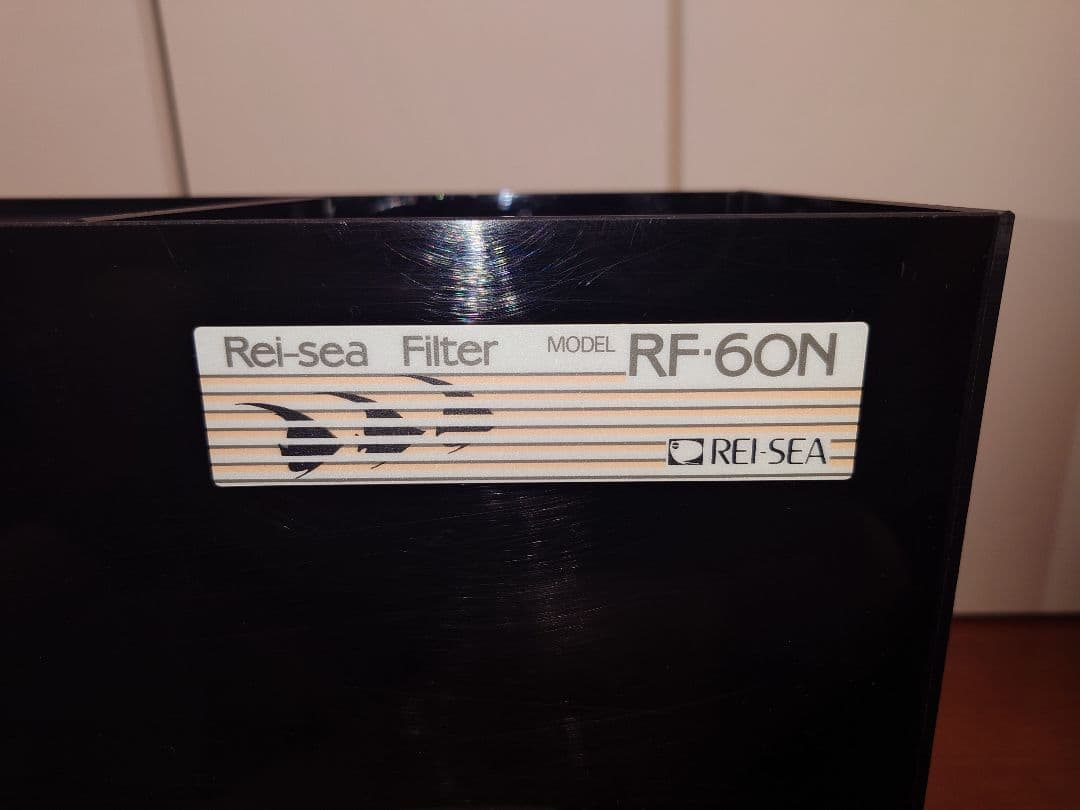 Rei-sea Filter MODEL RF·60N
REI-SEA